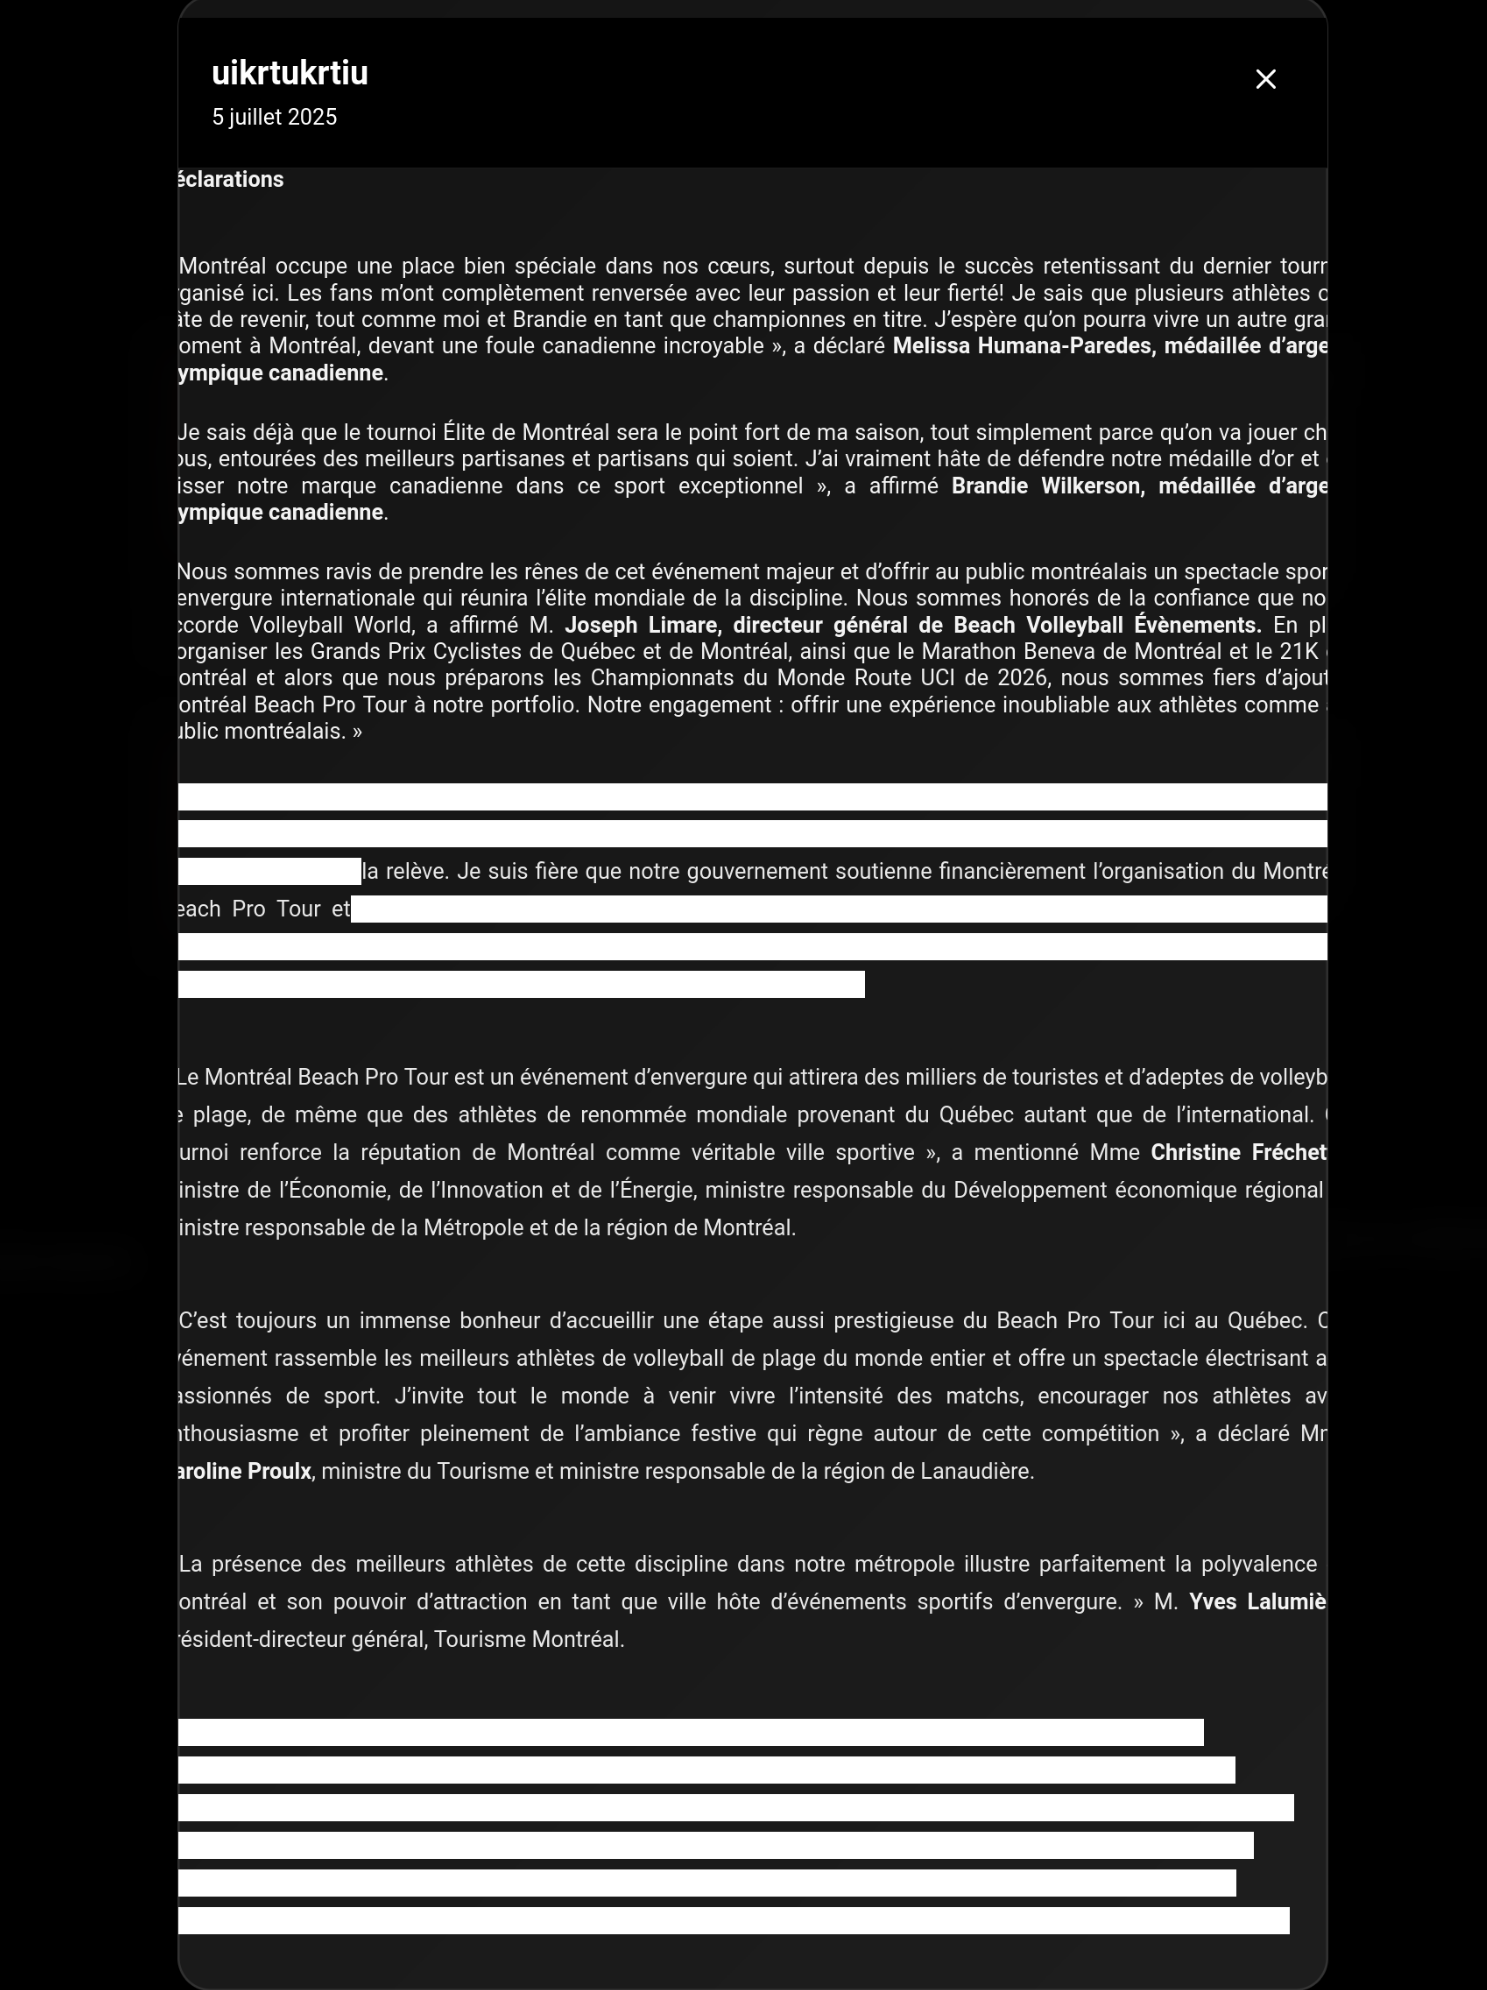 uikrtukrtiu
5 juillet 2025
éclarations
Montréal occupe une place bien spéciale dans nos cœurs, surtout depuis le succès retentissant du dernier
ganisé ici. Les fans m’ont complètement renversée avec leur passion et leur fierté! Je sais que plusieurs athlètes
de revenir, tout comme moi et Brandie en tant que championnes en titre. J’espère qu’on pourra vivre un autre
oment à Montréal, devant une foule canadienne incroyable », a déclaré Melissa Humana-Paredes, médaillée d’arge
ympique canadienne.
Je sais déjà que le tournoi Élite de Montréal sera le point fort de ma saison, tout simplement parce qu’on va jouer ch
ous, entourées des meilleurs partisanes et partisans qui soient. J’ai vraiment hâte de défendre notre médaille d’or et
isser notre marque canadienne dans ce sport exceptionnel », a affirmé Brandie Wilkerson, médaillée d’arge
ympique canadienne.
Nous sommes ravis de prendre les rênes de cet événement majeur et d’offrir au public montréalais un spectacle spor
envergure internationale qui réunira l’élite mondiale de la discipline. Nous sommes honorés de la confiance que no
ccorde Volleyball World, a affirmé M. Joseph Limare, directeur général de Beach Volleyball Évènements. En pl
organiser les Grands Prix Cyclistes de Québec et de Montréal, ainsi que le Marathon Beneva de Montréal et le 21K
ontréal et alors que nous préparons les Championnats du Monde Route UCI de 2026, nous sommes fiers d’ajout
ontréal Beach Pro Tour à notre portfolio. Notre engagement : offrir une expérience inoubliable aux athlètes comme
ublic montréalais. »
la relève. Je suis fière que notre gouvernement soutienne financièrement l’organisation du Montré
each Pro Tour et
Le Montréal Beach Pro Tour est un événement d’envergure qui attirera des milliers de touristes et d’adeptes de volleyb
e plage, de même que des athlètes de renommée mondiale provenant du Québec autant que de l’international.
urnoi renforce la réputation de Montréal comme véritable ville sportive », a mentionné Mme Christine Fréchet
inistre de l’Économie, de l’Innovation et de l’Énergie, ministre responsable du Développement économique régional
inistre responsable de la Métropole et de la région de Montréal.
C’est toujours un immense bonheur d’accueillir une étape aussi prestigieuse du Beach Pro Tour ici au Québec. C
vénement rassemble les meilleurs athlètes de volleyball de plage du monde entier et offre un spectacle électrisant a
assionnés de sport. J’invite tout le monde à venir vivre l’intensité des matchs, encourager nos athlètes av
nthousiasme et profiter pleinement de l’ambiance festive qui règne autour de cette compétition », a déclaré
aroline Proulx, ministre du Tourisme et ministre responsable de la région de Lanaudière.
La présence des meilleurs athlètes de cette discipline dans notre métropole illustre parfaitement la polyvalence
ontréal et son pouvoir d’attraction en tant que ville hôte d’événements sportifs d’envergure. » M. Yves Lalumiè
résident-directeur général, Tourisme Montréal.